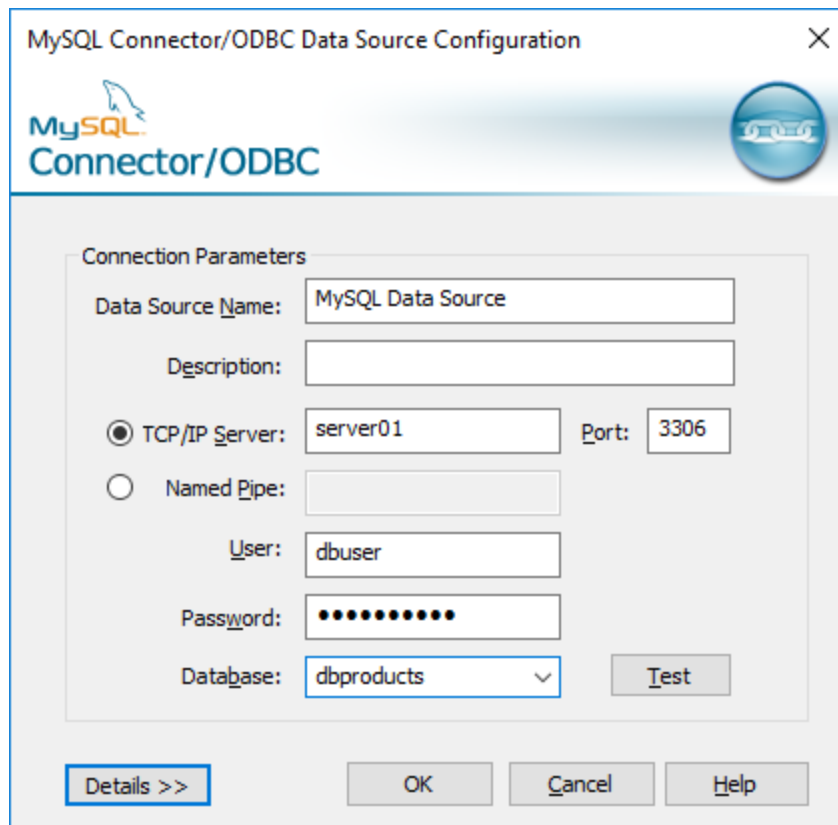 MySQL Connector/ODBC Data Source Configuration
MySQL
Connector/ODBC
Connection Parameters
Data Source Name: MySQL Data Source
Description:
TCP/IP Server: server01 Port: 3306
Named Pipe:
User: dbuser
Password: ••••••••••
Database: dbproducts Test
Details >> OK Cancel Help